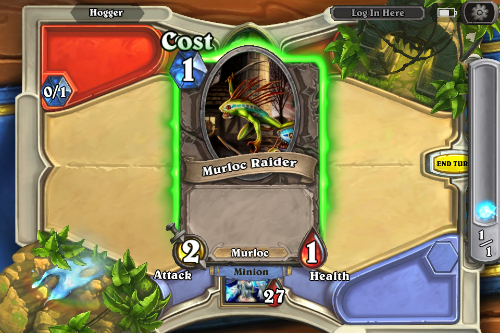 Hogger
Log In Here
Cost
1
0/1
Murloc Raider
END TUR
2
Murloc
1
Attack
Minion
Health
27
1/1